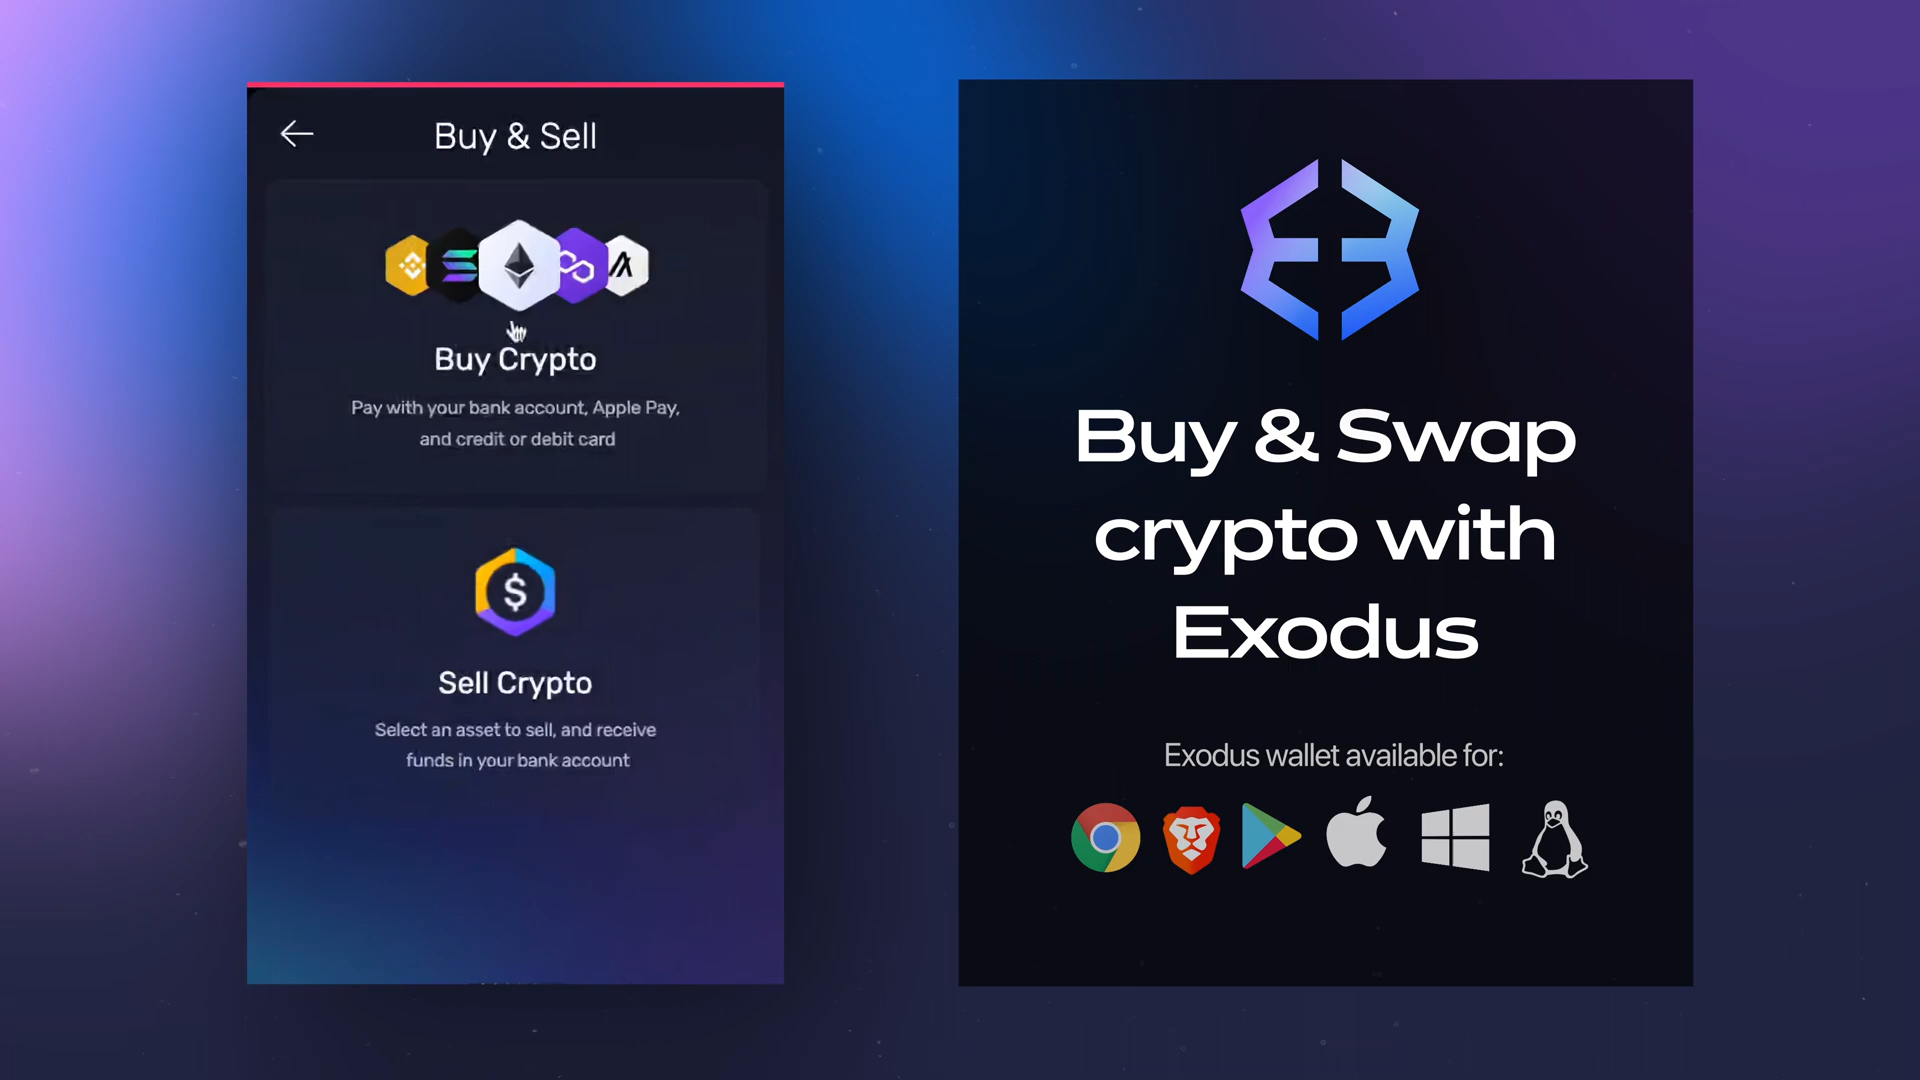 Buy & Sell
Buy Crypto
Pay with your bank account, Apple Pay,
and credit or debit card
$
Sell Crypto
Select an asset to sell, and receive
funds in your bank account
Buy & Swap
crypto with
Exodus
Exodus wallet available for: